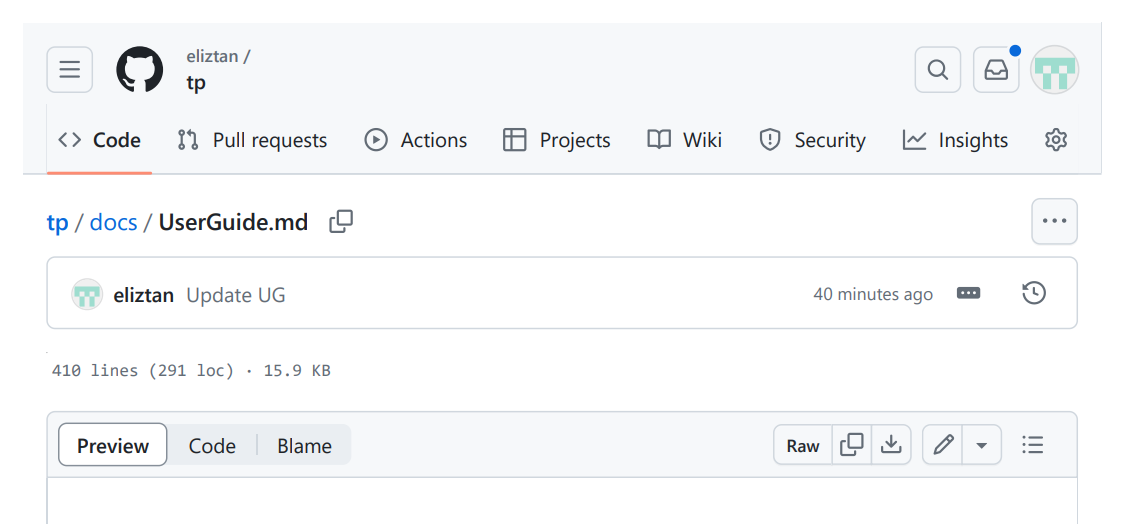 eliztan /
tp
Code Pull requests Actions Projects Wiki Security Insights
tp / docs / UserGuide.md
eliztan Update UG 40 minutes ago
410 lines (291 loc) · 15.9 KB
Preview Code Blame Raw